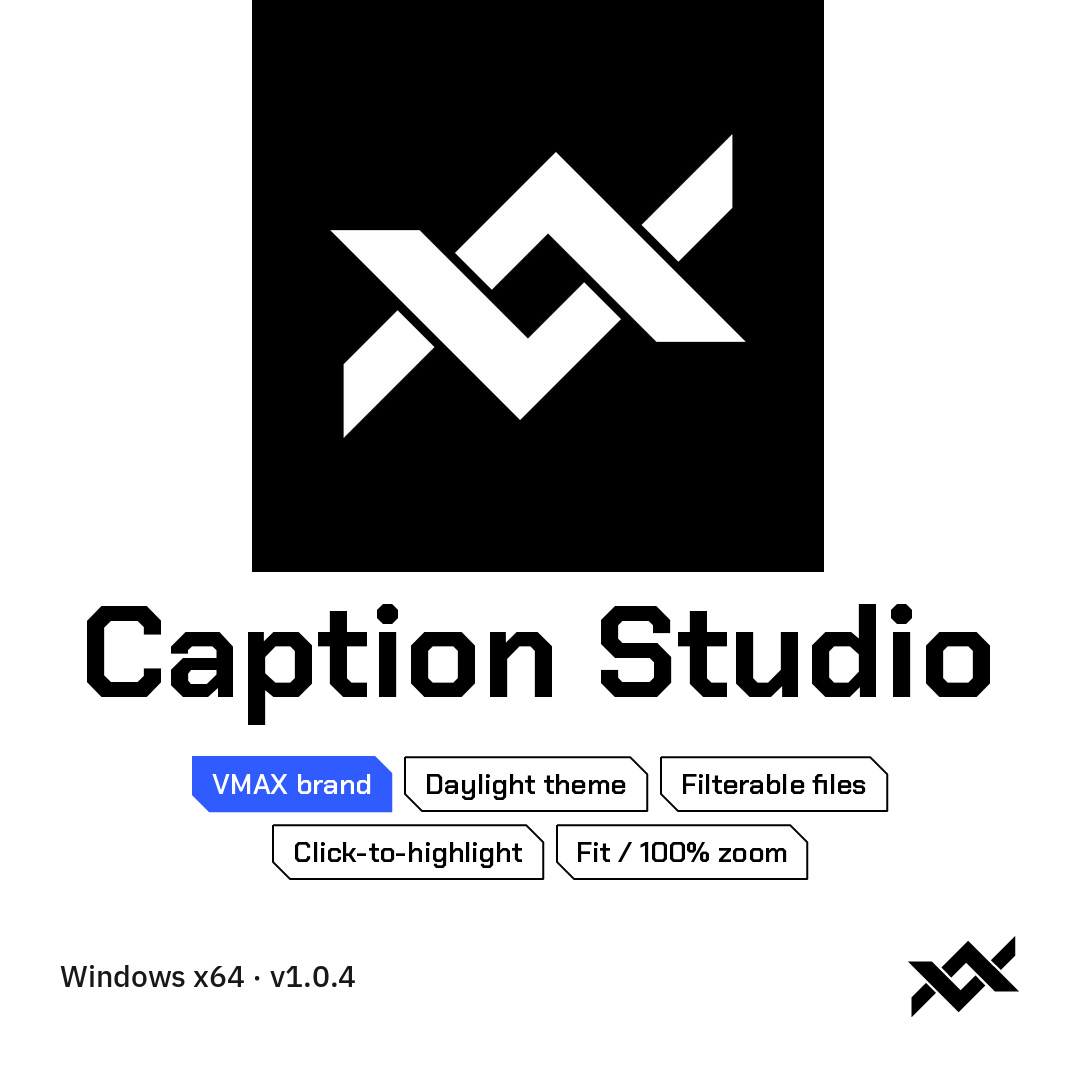 Caption Studio
VMAX brand
Daylight theme
Filterable files
Click-to-highlight
Fit / 100% zoom
Windows x64 · v1.0.4